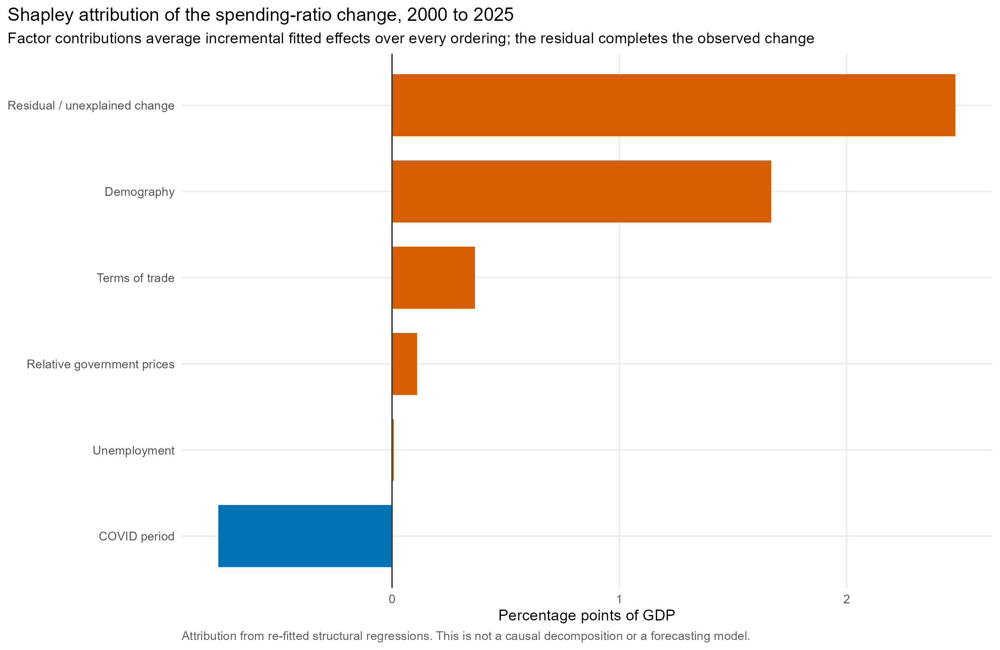 Shapley attribution of the spending-ratio change, 2000 to 2025
Factor contributions average incremental fitted effects over every ordering; the residual completes the observed change
Residual / unexplained change
Demography
Terms of trade
Relative government prices
Unemployment
COVID period
0
1
2
Percentage points of GDP
Attribution from re-fitted structural regressions. This is not a causal decomposition or a forecasting model.